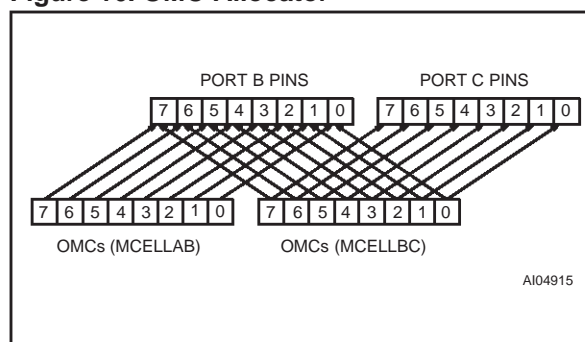 Figure OMC Allocator
PORT B PINS PORT C PINS
7 6 5 4 3 2 1 0 7 6 5 4 3 2 1 0
7 6 5 4 3 2 1 0 7 6 5 4 3 2 1 0
OMCs (MCELLAB) OMCs (MCELLBC)
AI04915